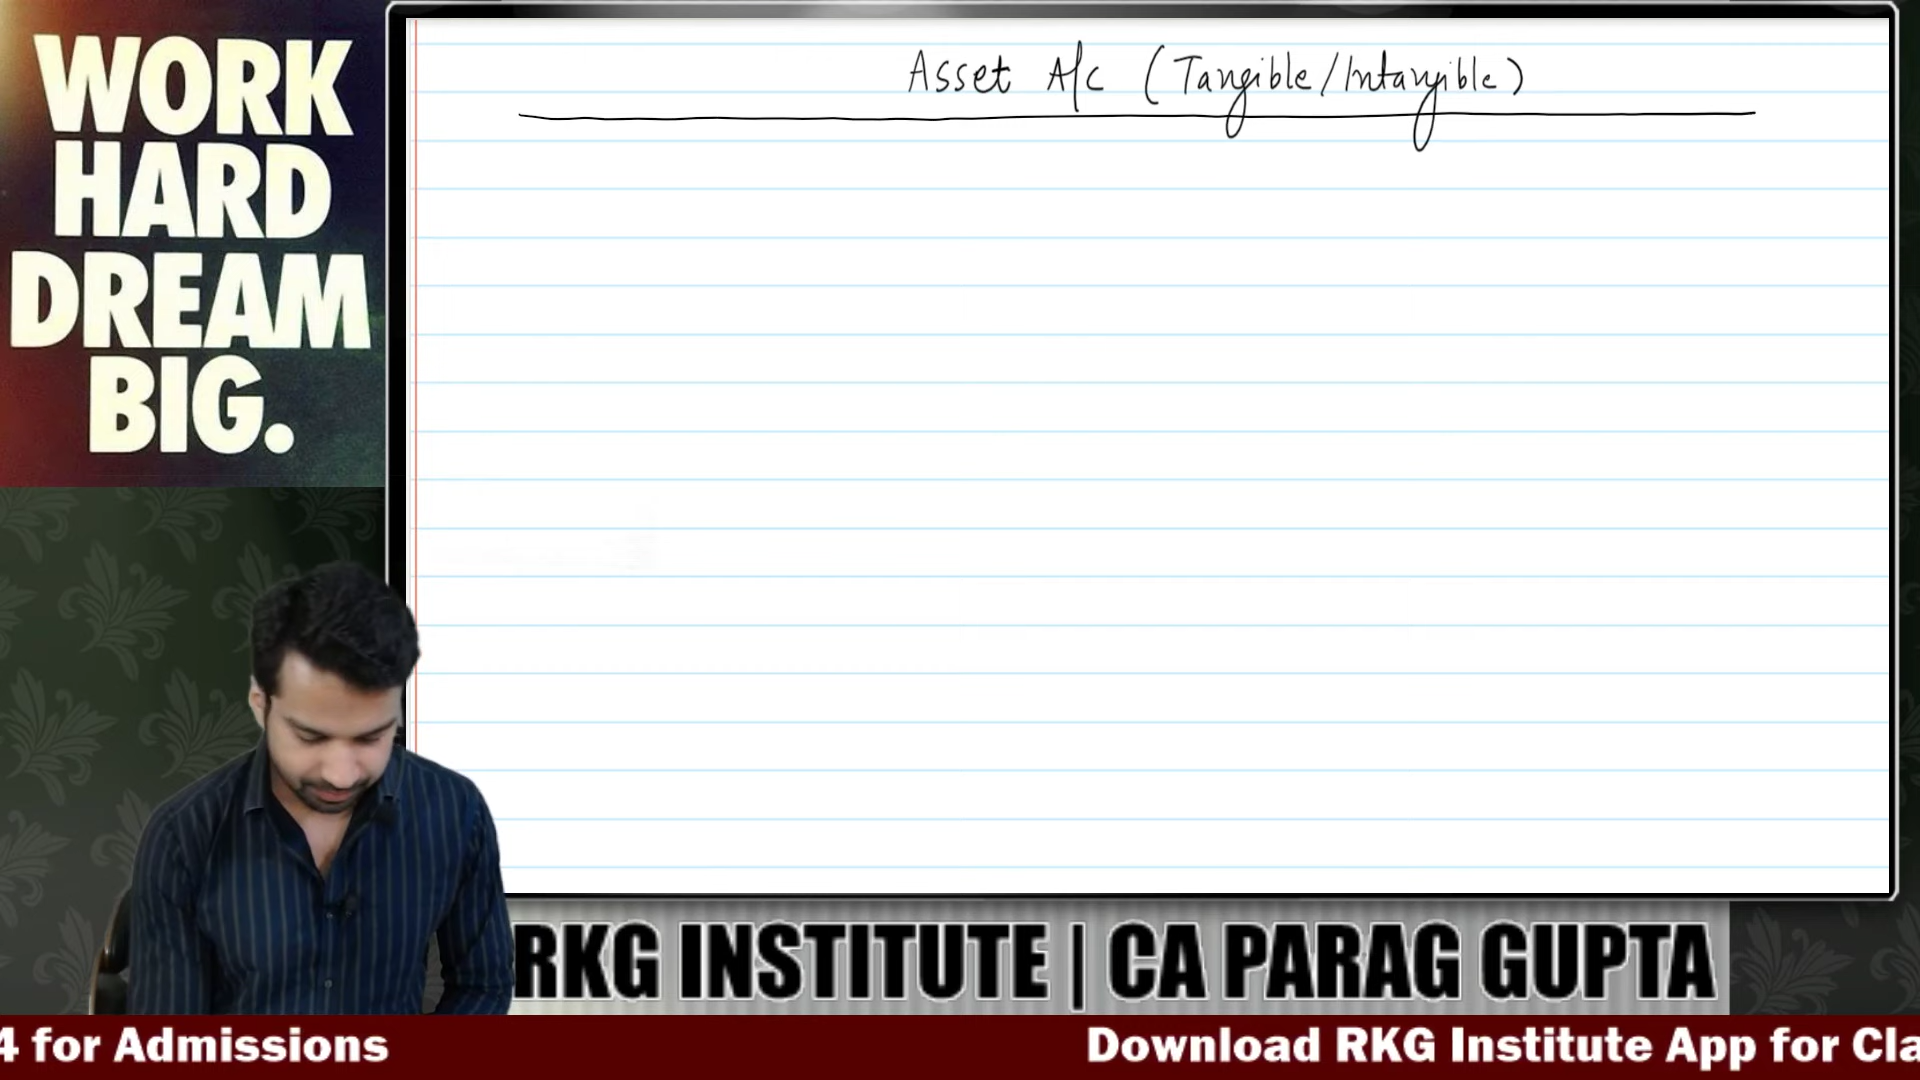 WORK
HARD
DREAM
BIG.
Asset A/c (Tangible/Intangible)
RKG INSTITUTE | CA PARAG GUPTA
4 for Admissions
Download RKG Institute App for Cla